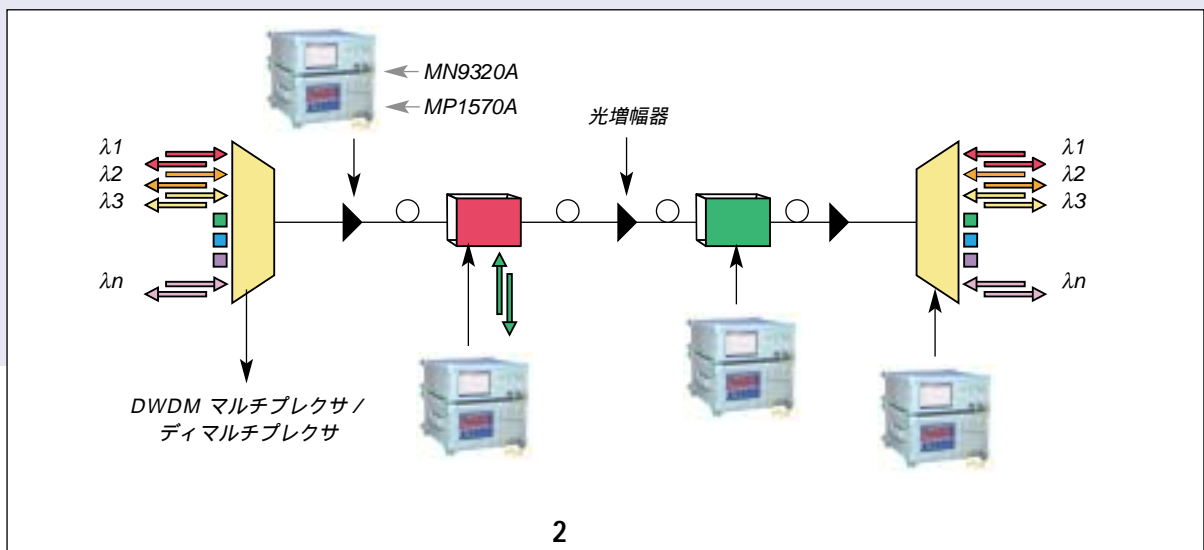 MN9320A
MP1570A
光増幅器
λ1
λ2
λ3
λn
λ1
λ2
λ3
λn
DWDM マルチプレクサ /
ディマルチプレクサ
2